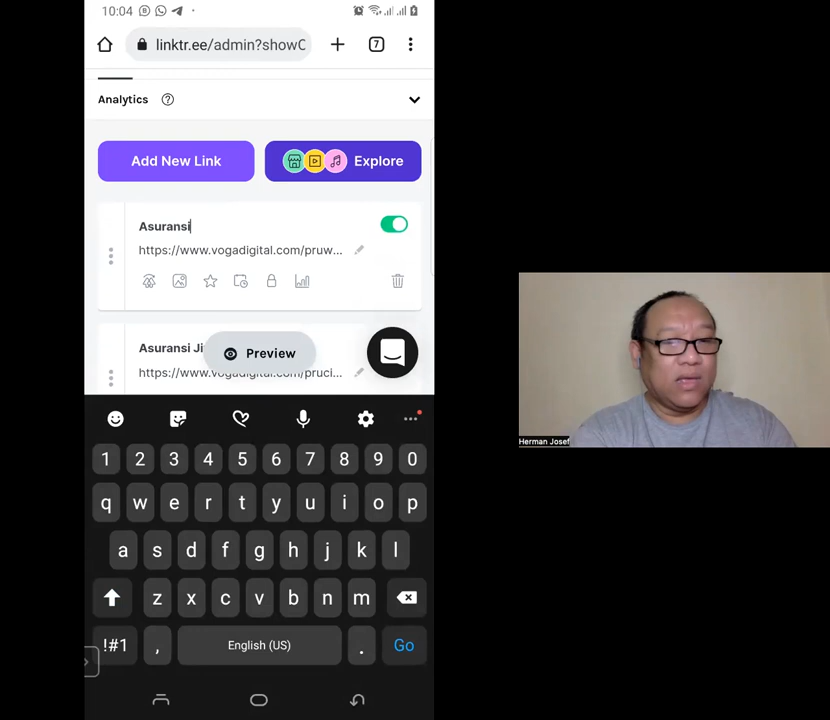 10:04
linktr.ee/admin?showC
7
Analytics
Add New Link
Explore
Asuransi
https://www.vogadigital.com/pruw...
Asuransi Ji
Preview
https://www.vogadigital.com/pruci...
1 2 3 4 5 6 7 8 9 0
q w e r t y u i o p
a s d f g h j k l
z x c v b n m
!#1 , English (US) . Go
Herman Josef